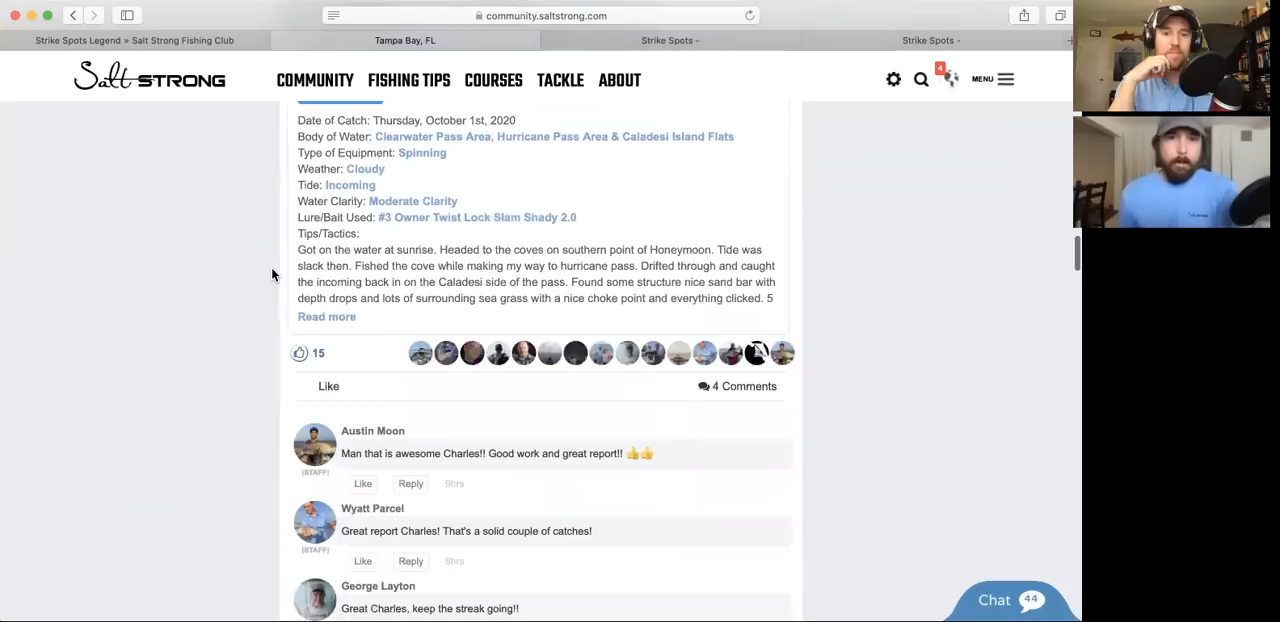 community.saltstrong.com
Strike Spots Legend » Salt Strong Fishing Club
Tampa Bay, FL
Strike Spots -
Strike Spots -
Salt STRONG
COMMUNITY FISHING TIPS COURSES TACKLE ABOUT
4
MENU
Date of Catch: Thursday, October 1st, 2020
Body of Water: Clearwater Pass Area, Hurricane Pass Area & Caladesi Island Flats
Type of Equipment: Spinning
Weather: Cloudy
Tide: Incoming
Water Clarity: Moderate Clarity
Lure/Bait Used: #3 Owner Twist Lock Slam Shady 2.0
Tips/Tactics:
Got on the water at sunrise. Headed to the coves on southern point of Honeymoon. Tide was
slack then. Fished the cove while making my way to hurricane pass. Drifted through and caught
the incoming back in on the Caladesi side of the pass. Found some structure nice sand bar with
depth drops and lots of surrounding sea grass with a nice choke point and everything clicked. 5
Read more
15
Like
4 Comments
Austin Moon
Man that is awesome Charles!! Good work and great report!! 👍👍
(STAFF)
Like Reply 9hrs
Wyatt Parcel
Great report Charles! That's a solid couple of catches!
(STAFF)
Like Reply 9hrs
George Layton
Great Charles, keep the streak going!!
Chat 44